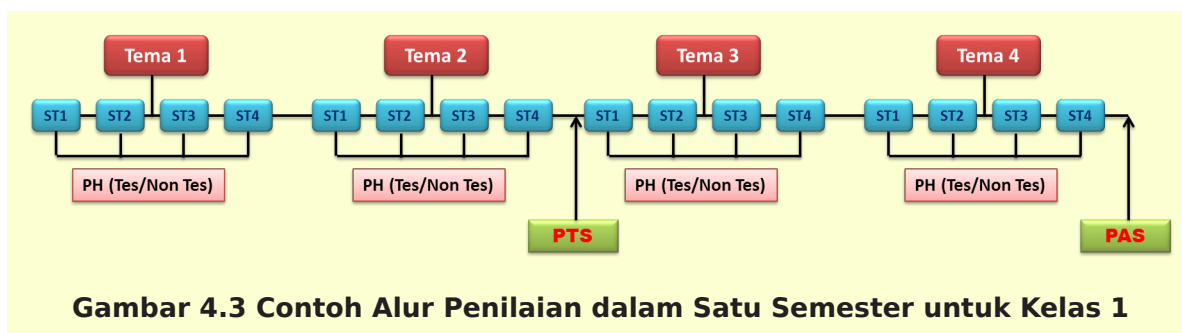 Tema 1
Tema 2
Tema 3
Tema 4
ST1 ST2 ST3 ST4 ST1 ST2 ST3 ST4 ST1 ST2 ST3 ST4 ST1 ST2 ST3 ST4
PH (Tes/Non Tes)
PH (Tes/Non Tes)
PH (Tes/Non Tes)
PH (Tes/Non Tes)
PTS
PAS
Gambar 4.3 Contoh Alur Penilaian dalam Satu Semester untuk Kelas 1